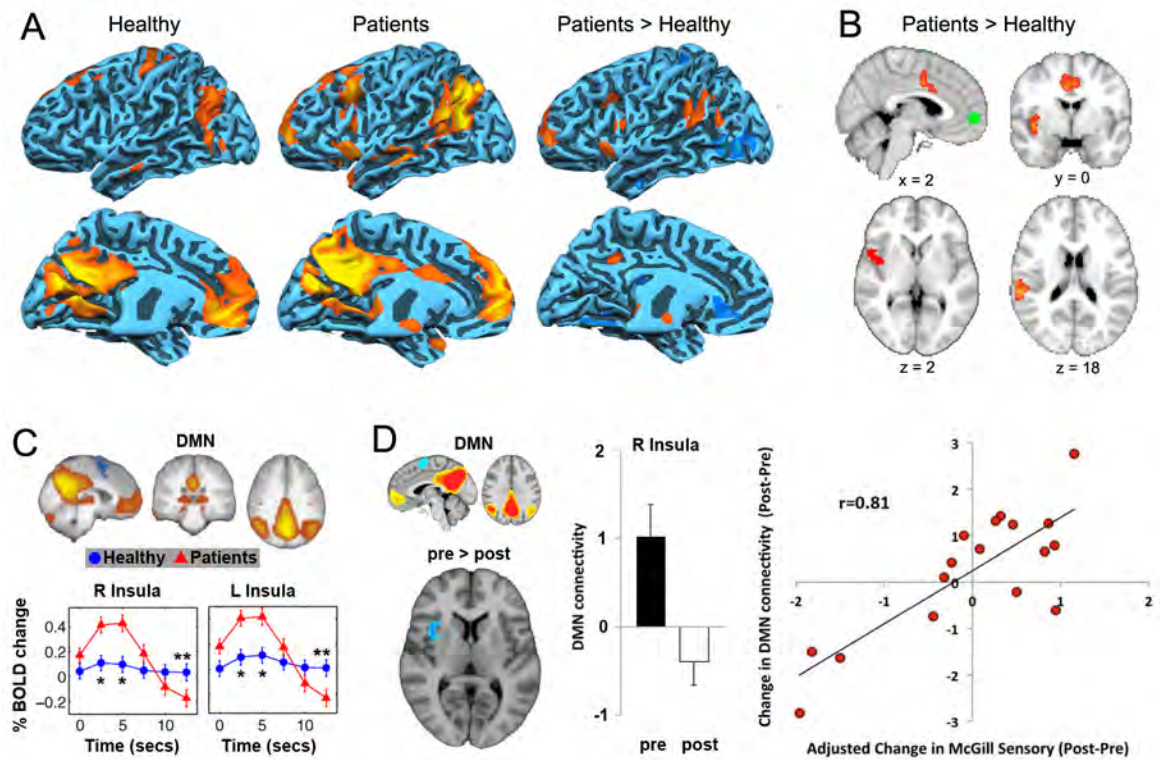 A
Healthy
Patients
Patients > Healthy
B
Patients > Healthy
x = 2
y = 0
z = 2
z = 18
C
DMN
Healthy
Patients
R Insula
L Insula
% BOLD change
0.4
0.2
0
–0.2
0 5 10
0 5 10
Time (secs)
Time (secs)
* *
**
* *
**
D
DMN
pre > post
R Insula
DMN connectivity
2
1
0
-1
pre post
Change in DMN connectivity (Post-Pre)
r=0.81
3
2
1
0
-1
-2
-3
-2
-1
0
1
2
Adjusted Change in McGill Sensory (Post-Pre)